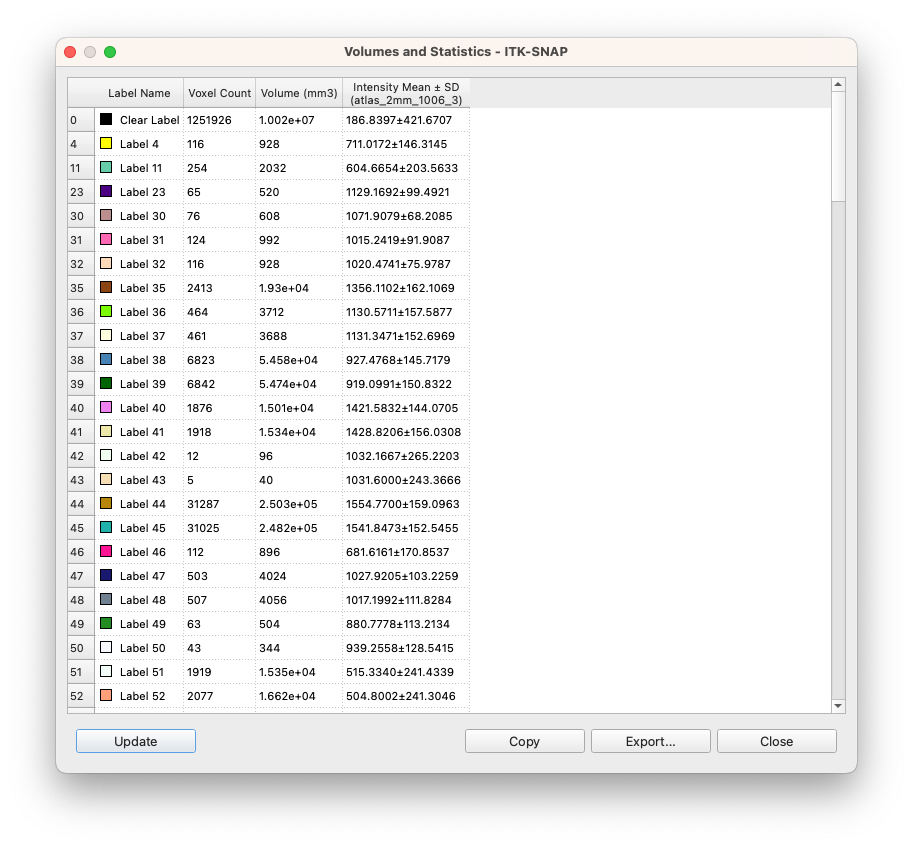 Volumes and Statistics - ITK-SNAP
Label Name Voxel Count Volume (mm3) Intensity Mean ± SD
(atlas_2mm_1006_3)
0 Clear Label 1251926 1.002e+07 186.8397±421.6707
4 Label 4 116 928 711.0172±146.3145
11 Label 11 254 2032 604.6654±203.5633
23 Label 23 65 520 1129.1692±99.4921
30 Label 30 76 608 1071.9079±68.2085
31 Label 31 124 992 1015.2419±91.9087
32 Label 32 116 928 1020.4741±75.9787
35 Label 35 2413 1.93e+04 1356.1102±162.1069
36 Label 36 464 3712 1130.5711±157.5877
37 Label 37 461 3688 1131.3471±152.6969
38 Label 38 6823 5.458e+04 927.4768±145.7179
39 Label 39 6842 5.474e+04 919.0991±150.8322
40 Label 40 1876 1.501e+04 1421.5832±144.0705
41 Label 41 1918 1.534e+04 1428.8206±156.0308
42 Label 42 12 96 1032.1667±265.2203
43 Label 43 5 40 1031.6000±243.3666
44 Label 44 31287 2.503e+05 1554.7700±159.0963
45 Label 45 31025 2.482e+05 1541.8473±152.5455
46 Label 46 112 896 681.6161±170.8537
47 Label 47 503 4024 1027.9205±103.2259
48 Label 48 507 4056 1017.1992±111.8284
49 Label 49 63 504 880.7778±113.2134
50 Label 50 43 344 939.2558±128.5415
51 Label 51 1919 1.535e+04 515.3340±241.4339
52 Label 52 2077 1.662e+04 504.8002±241.3046
Update Copy Export... Close